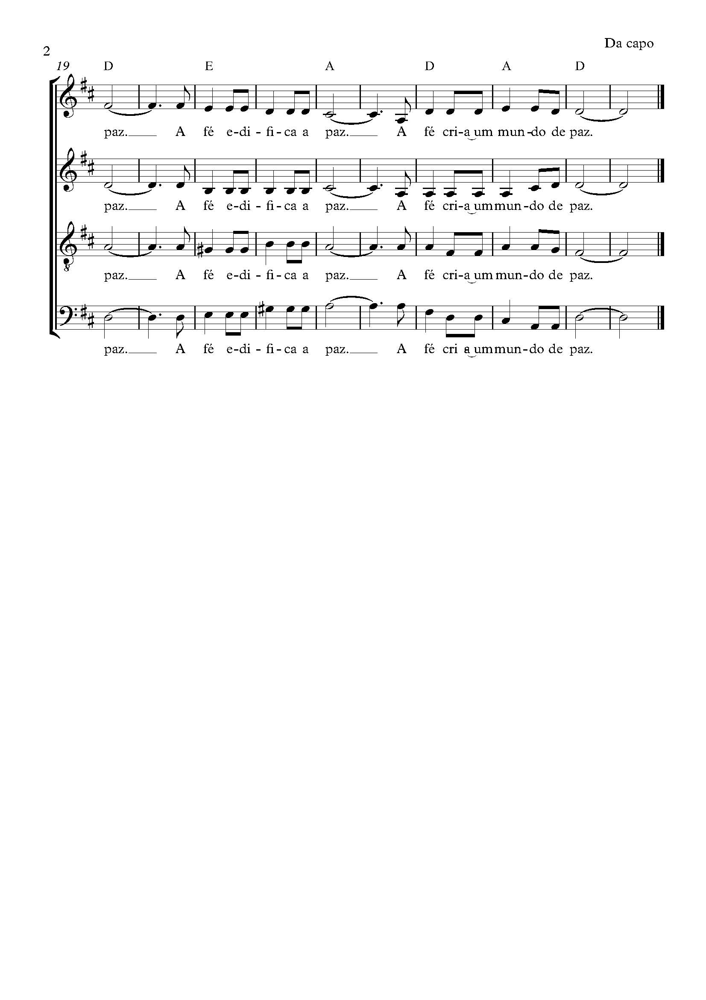 Da capo
2
19 D E A D A D
paz. A fé e-di-fi-ca a paz. A fé cri-a um mun-do de paz.
paz. A fé e-di-fi-ca a paz. A fé cri-a um mun-do de paz.
paz. A fé e-di-fi-ca a paz. A fé cri-a um mun-do de paz.
paz. A fé e-di-fi-ca a paz. A fé cri-a um mun-do de paz.